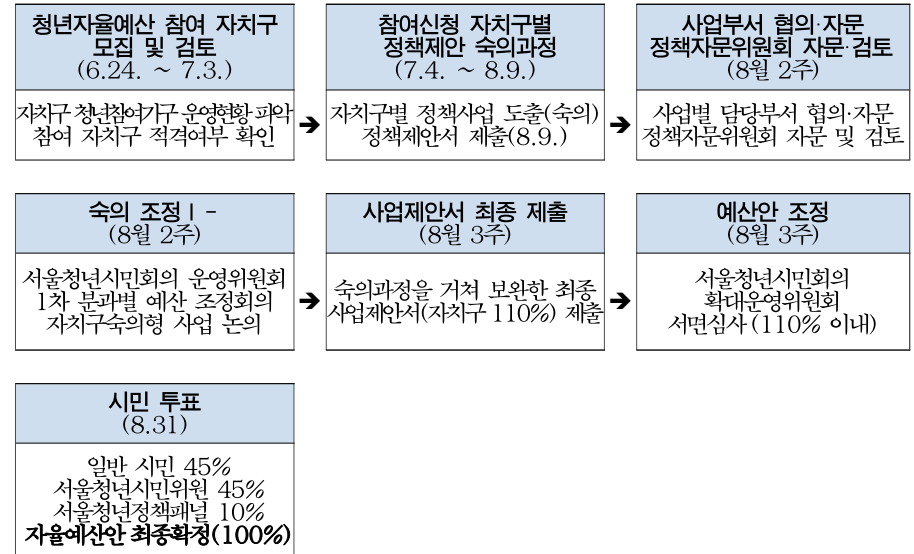 청년자율예산 참여 자치구
모집 및 검토
(6.24. ~ 7.3.)
자치구 청년참여기구 운영현황 파악
참여 자치구 적격여부 확인
➔
참여신청 자치구별
정책제안 숙의과정
(7.4. ~ 8.9.)
자치구별 정책사업 도출(숙의)
정책제안서 제출(8.9.)
➔
사업부서 협의·자문
정책자문위원회 자문·검토
(8월 2주)
사업별 담당부서 협의·자문
정책자문위원회 자문 및 검토
숙의 조정Ⅰ-
(8월 2주)
서울청년시민회의 운영위원회
1차 분과별 예산 조정회의
자치구숙의형 사업 논의
➔
사업제안서 최종 제출
(8월 3주)
숙의과정을 거쳐 보완한 최종
사업제안서(자치구 110%) 제출
➔
예산안 조정
(8월 3주)
서울청년시민회의
확대운영위원회
서면심사 (110% 이내)
시민 투표
(8.31)
일반 시민 45%
서울청년시민위원 45%
서울청년정책패널 10%
자율예산안 최종확정(100%)